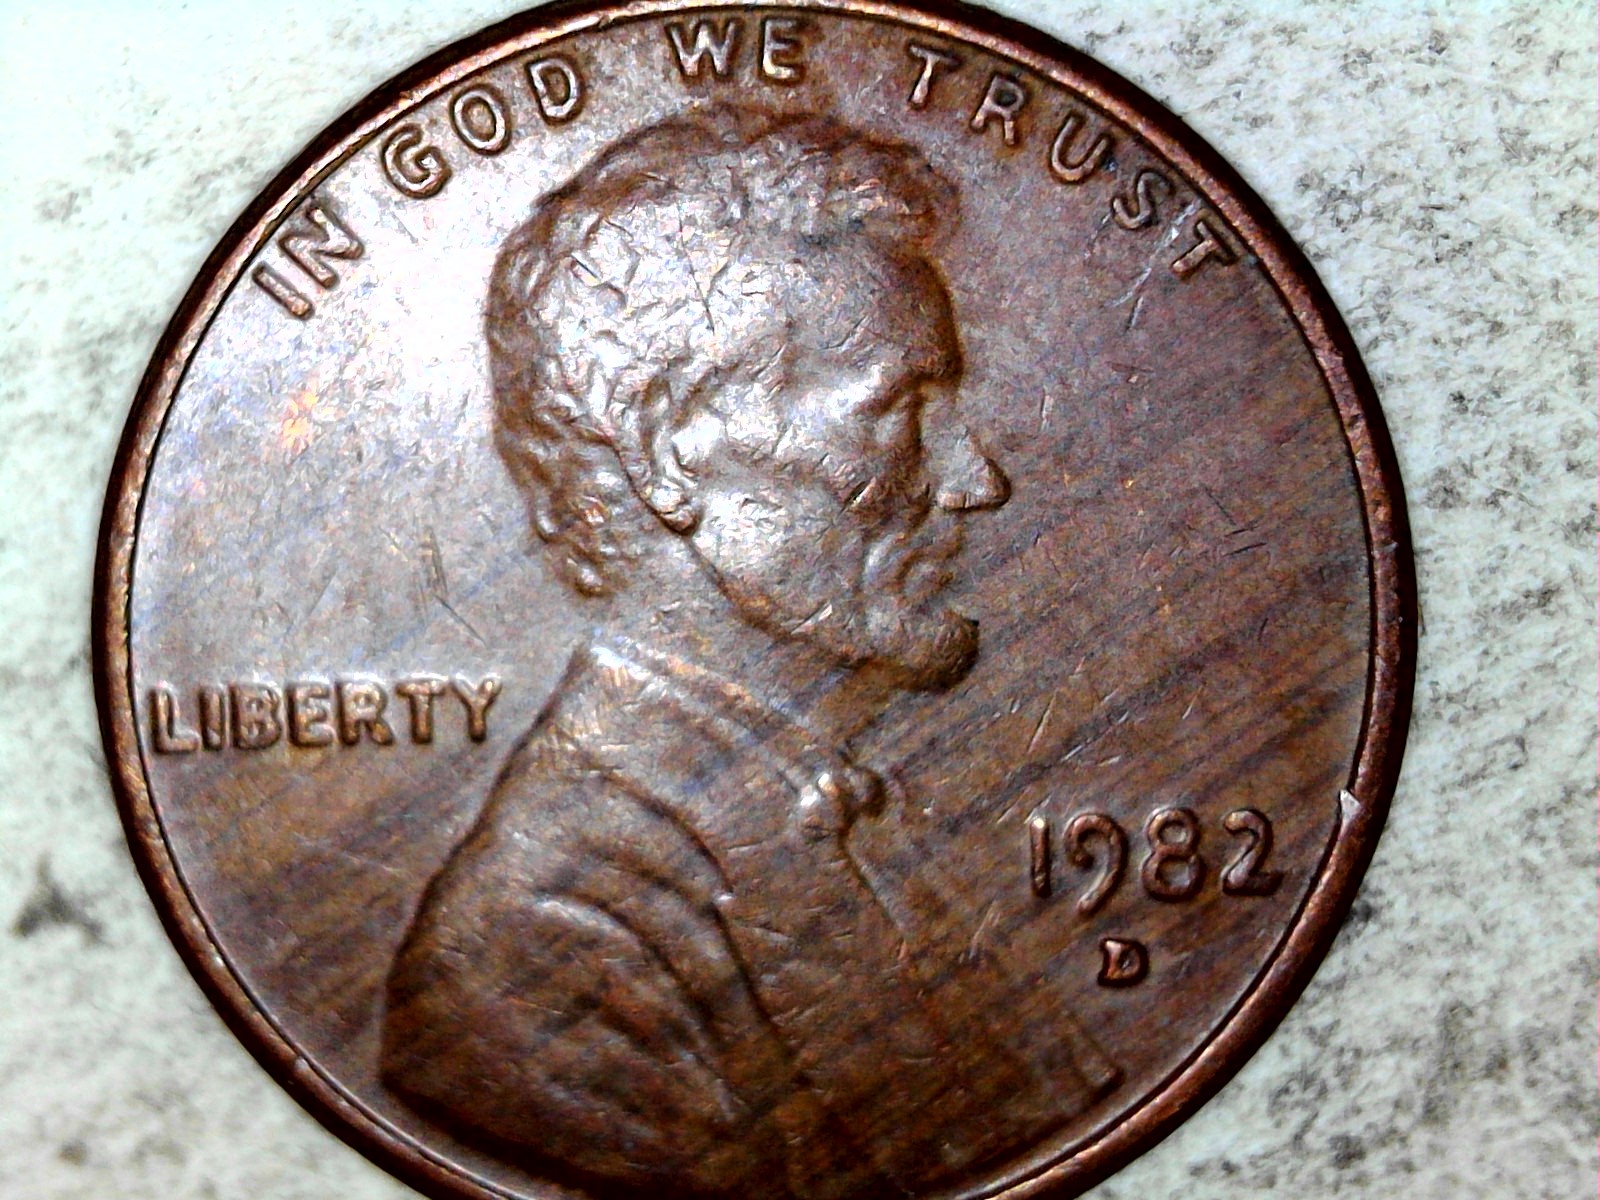 IN GOD WE TRUST
LIBERTY
1982
D